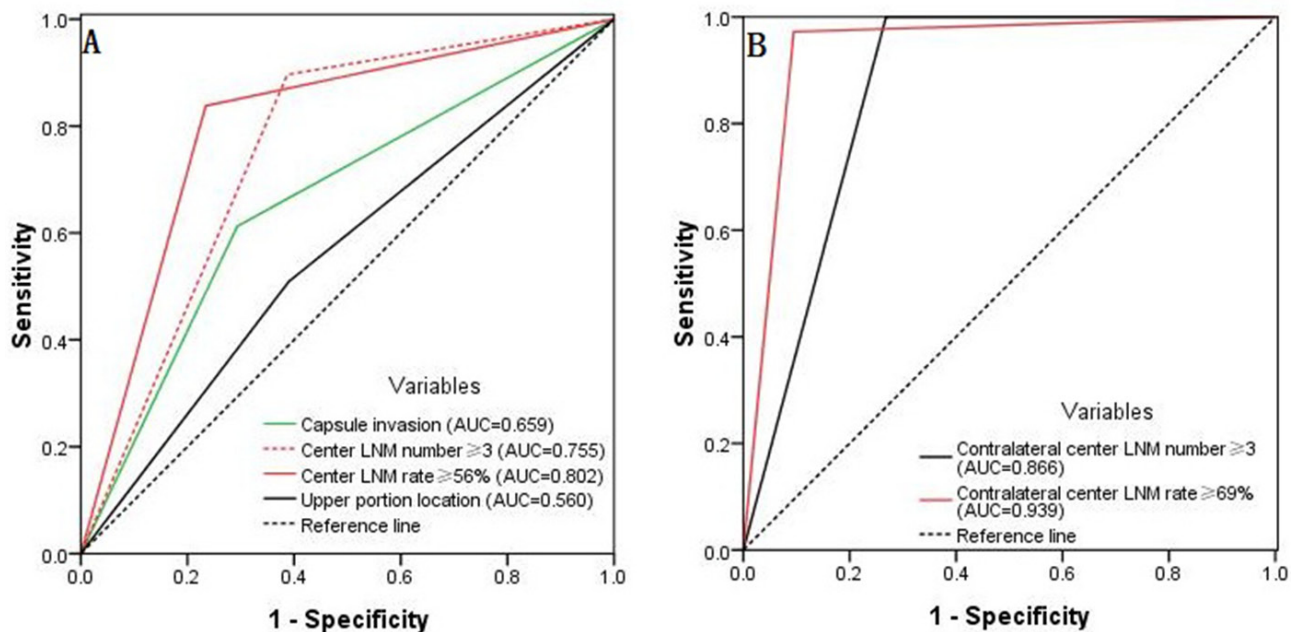 A
Sensitivity
1.0
0.8
0.6
0.4
0.2
0.0
0.0 0.2 0.4 0.6 0.8 1.0
1 - Specificity
Variables
Capsule invasion (AUC=0.659)
Center LNM number ≥3 (AUC=0.755)
Center LNM rate ≥56% (AUC=0.802)
Upper portion location (AUC=0.560)
Reference line
B
Sensitivity
1.0
0.8
0.6
0.4
0.2
0.0
0.0 0.2 0.4 0.6 0.8 1.0
1 - Specificity
Variables
Contralateral center LNM number ≥3
(AUC=0.866)
Contralateral center LNM rate ≥69%
(AUC=0.939)
Reference line